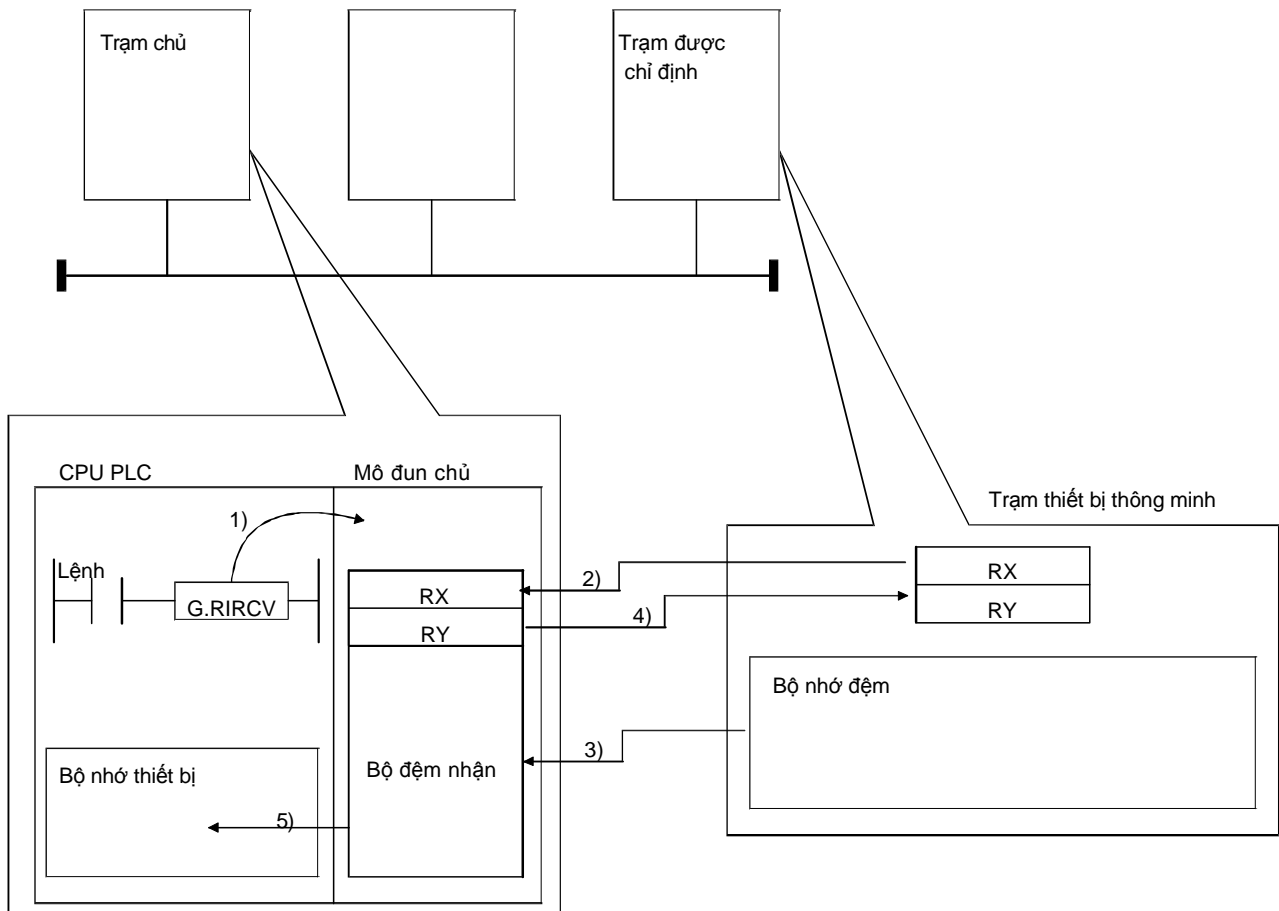 Trạm chủ
Trạm được
chỉ định
CPU PLC
Mô đun chủ
1)
Lệnh
G.RIRCV
RX
RY
2)
4)
Trạm thiết bị thông minh
RX
RY
Bộ nhớ đệm
3)
Bộ đệm nhận
Bộ nhớ thiết bị
5)